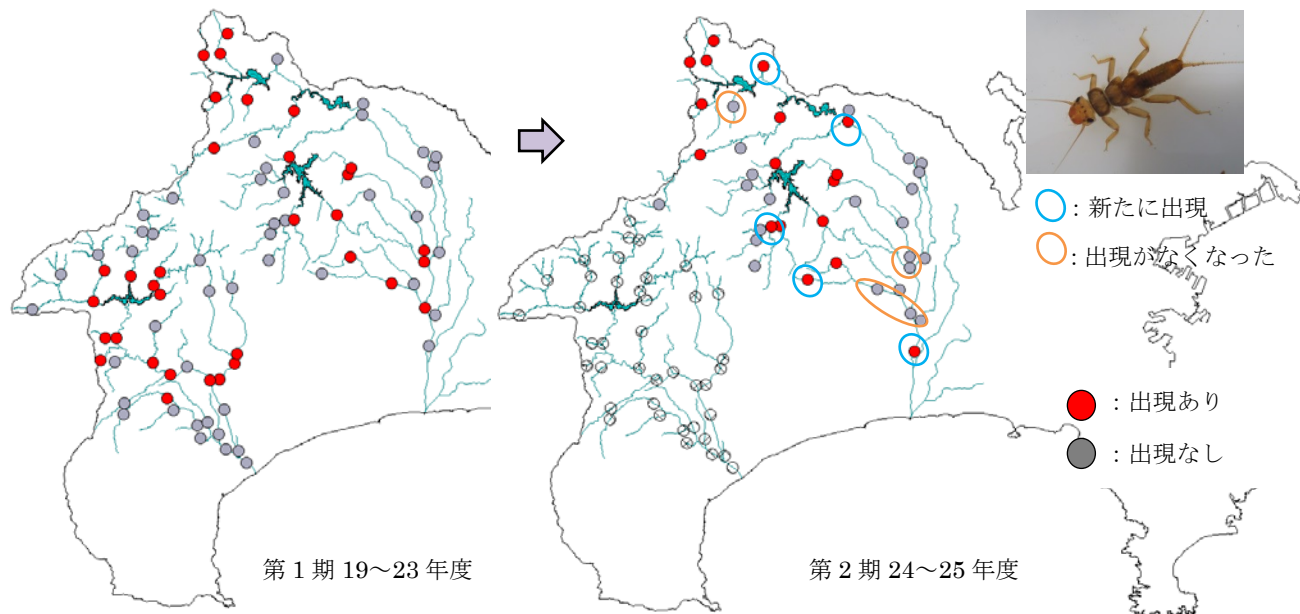 ：新たに出現
：出現がなくなった
：出現あり
：出現なし
第 1 期 19～23 年度
第 2 期 24～25 年度